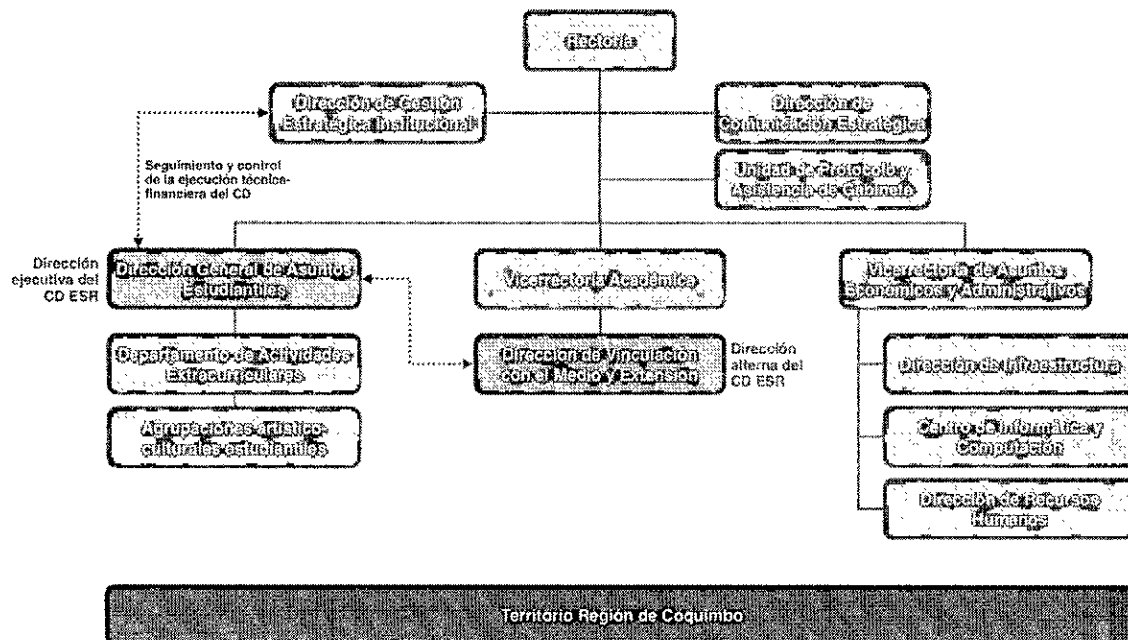 Rectoría
Dirección de Gestión
Estratégica Institucional
Dirección de
Comunicación Estratégica
Seguimiento y control
de la ejecución técnico-
financiera del CD
Unidad de Protocolo y
Asistencia de Gabinete
Dirección
ejecutiva del
CD ESR
Dirección General de Asuntos
Estudiantiles
Vicerrectoría Académica
Vicerrectoría de Asuntos
Económicos y Administrativos
Departamento de Actividades
Extracurriculares
Dirección de Vinculación
con el Medio y Extensión
Dirección
alterna del
CD ESR
Dirección de Infraestructura
Agrupaciones artístico-
culturales estudiantiles
Centro de Informática y
Computación
Dirección de Recursos
Humanos
Territorio Región de Coquimbo